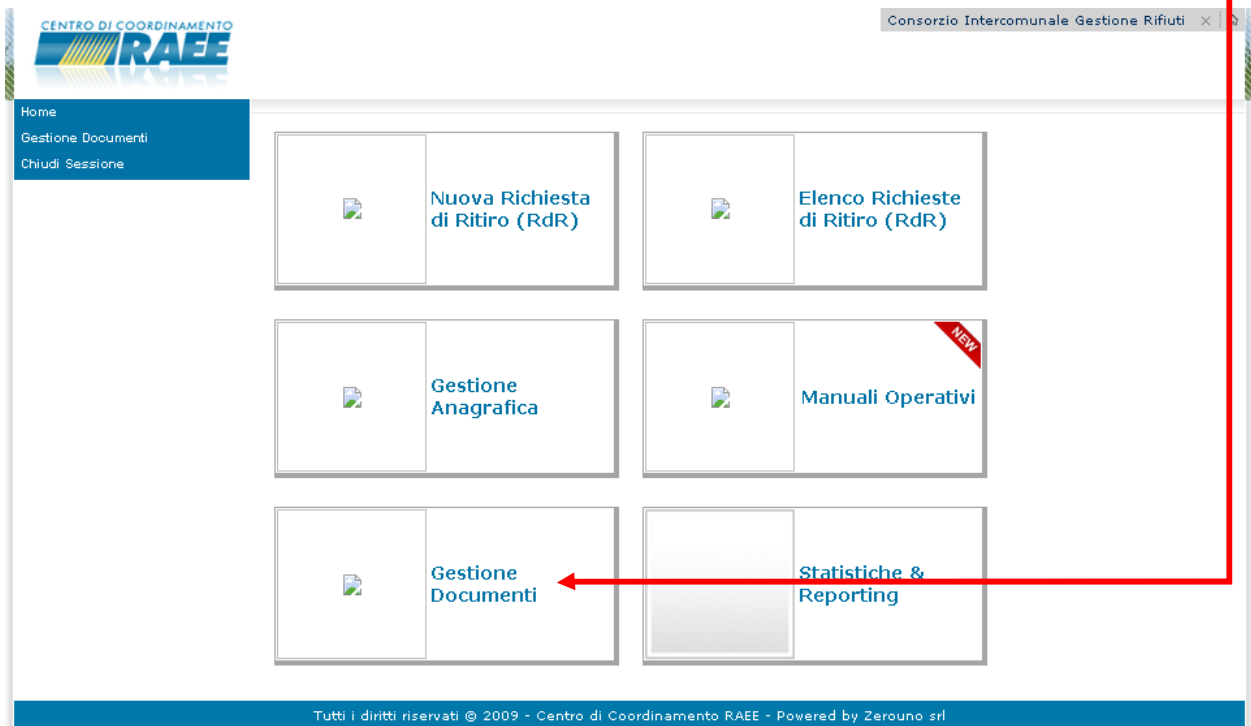 CENTRO DI COORDINAMENTO
RAEE
Consorzio Intercomunale Gestione Rifiuti
Home
Gestione Documenti
Chiudi Sessione
Nuova Richiesta
di Ritiro (RdR)
Elenco Richieste
di Ritiro (RdR)
Gestione
Anagrafica
NEW
Manuali Operativi
Gestione
Documenti
Statistiche &
Reporting
Tutti i diritti riservati @ 2009 - Centro di Coordinamento RAEE - Powered by Zerouno srl